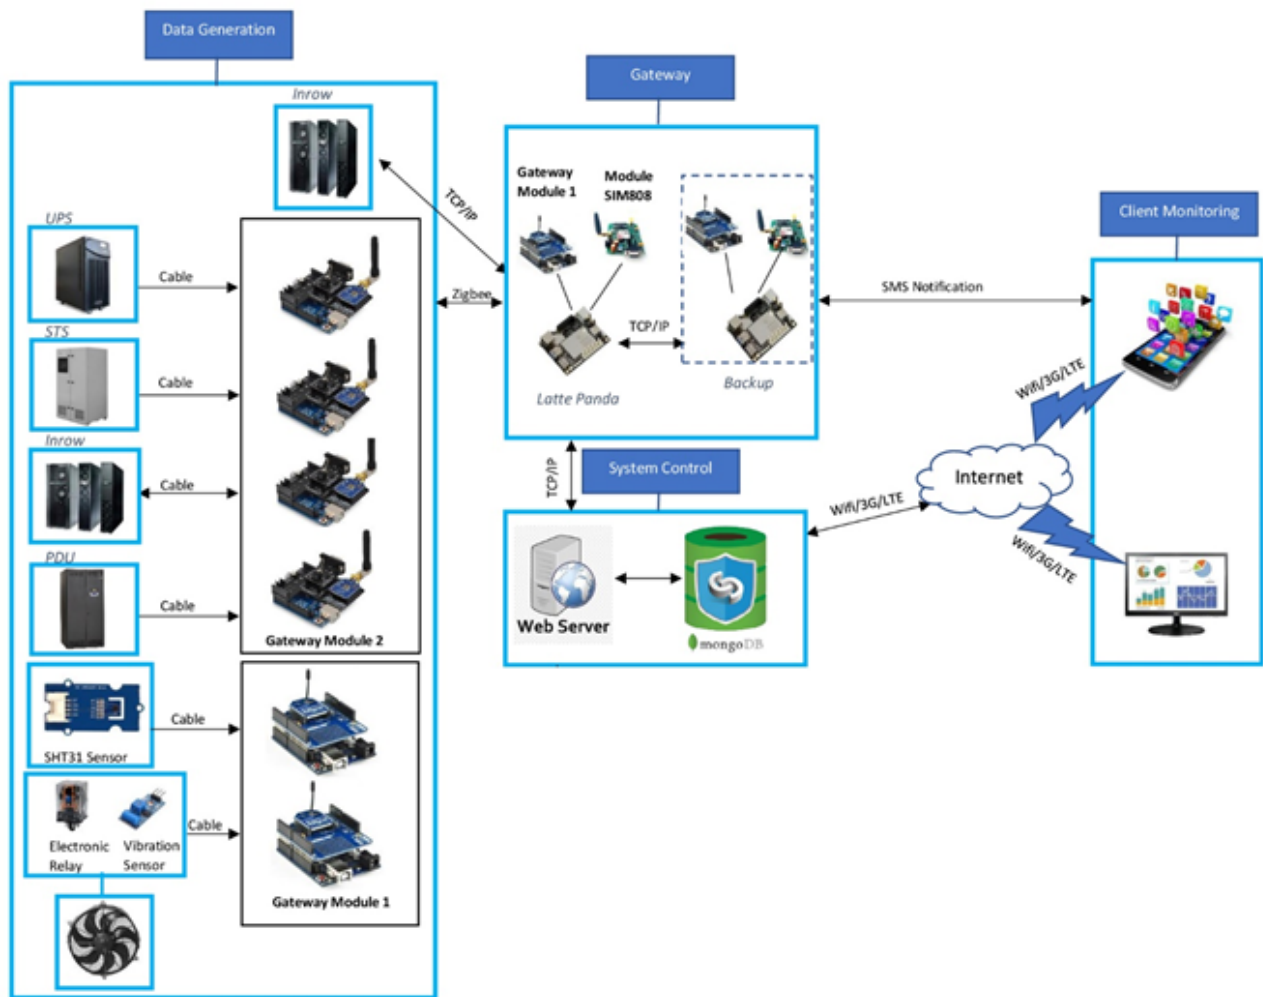 Data Generation
Inrow
Gateway
TCP/IP
Gateway
Module 1
Module
SIM808
UPS
Cable
Zigbee
TCP/IP
Latte Panda
Backup
SMS Notification
Client Monitoring
STS
Cable
Inrow
Cable
PDU
Cable
Gateway Module 2
TCP/IP
System Control
Web Server
mongoDB
Wifi/3G/LTE
Internet
Wifi/3G/LTE
Wifi/3G/LTE
SHT31 Sensor
Cable
Electronic
Relay
Vibration
Sensor
Cable
Gateway Module 1